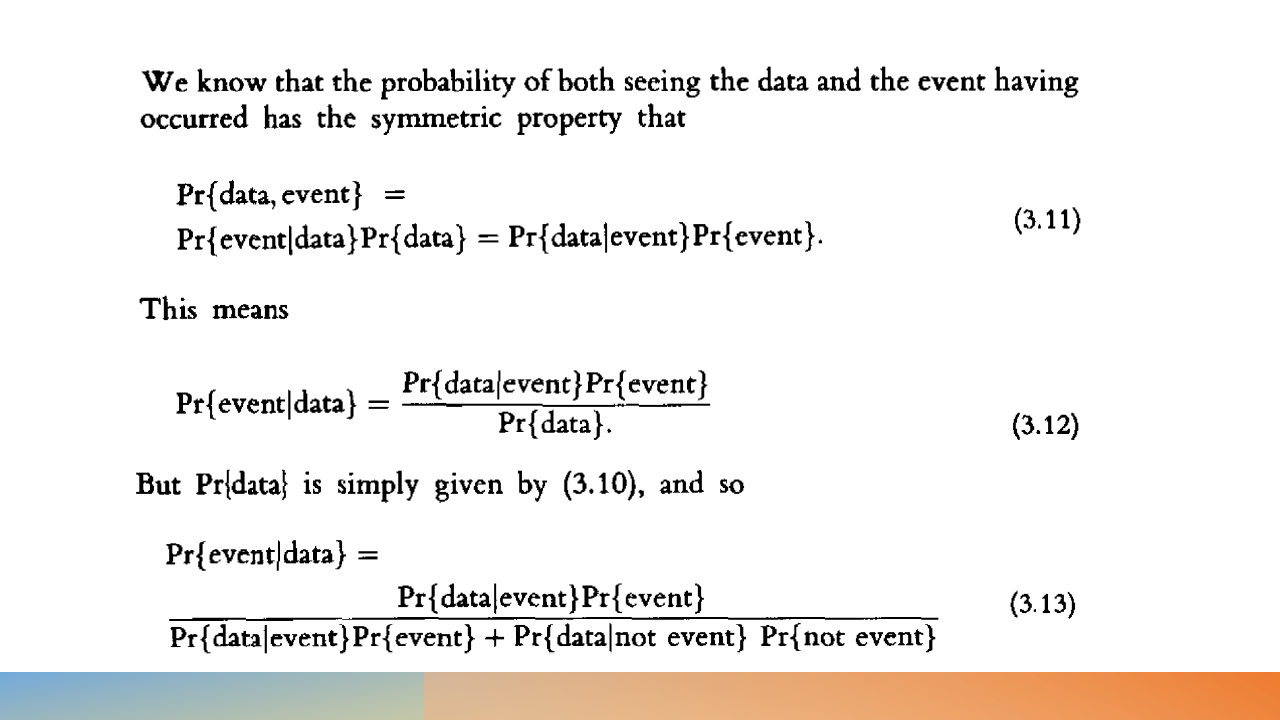 We know that the probability of both seeing the data and the event having
occurred has the symmetric property that
Pr{data, event} =
Pr{event|data}Pr{data} = Pr{data|event}Pr{event}.
(3.11)
This means
Pr{event|data} = Pr{data|event}Pr{event}
Pr{data}.
(3.12)
But Pr{data} is simply given by (3.10), and so
Pr{event|data} =
Pr{data|event}Pr{event}
(3.13)
Pr{data|event}Pr{event} + Pr{data|not event} Pr{not event}